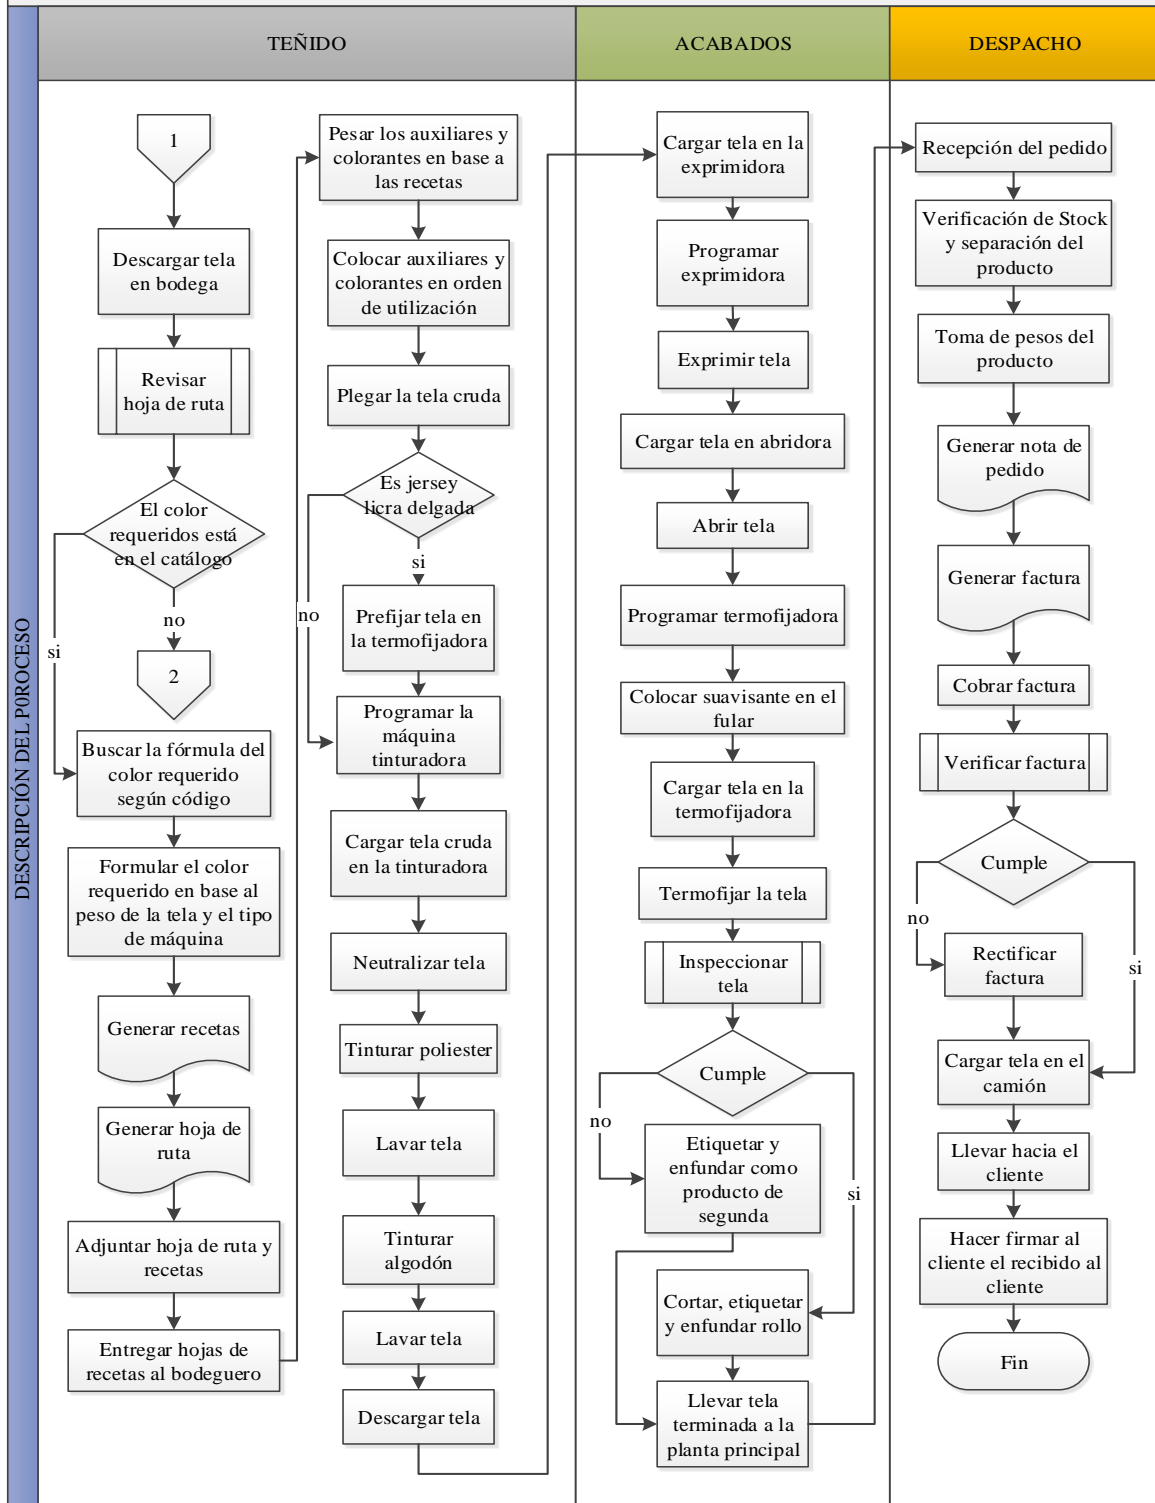 TEÑIDO
ACABADOS
DESPACHO
DESCRIPCIÓN DEL P0ROCESO
1
Descargar tela
en bodega
Revisar
hoja de ruta
El color
requeridos está
en el catálogo
si
no
2
Buscar la fórmula del
color requerido
según código
Formular el color
requerido en base al
peso de la tela y el tipo
de máquina
Generar recetas
Generar hoja de
ruta
Adjuntar hoja de ruta y
recetas
Entregar hojas de
recetas al bodeguero
Pesar los auxiliares y
colorantes en base a
las recetas
Colocar auxiliares y
colorantes en orden
de utilización
Plegar la tela cruda
Es jersey
licra delgada
si
no
Prefijar tela en
la termofijadora
Programar la
máquina
tinturadora
Cargar tela cruda
en la tinturadora
Neutralizar tela
Tinturar poliester
Lavar tela
Tinturar
algodón
Lavar tela
Descargar tela
Cargar tela en la
exprimidora
Programar
exprimidora
Exprimir tela
Cargar tela en abridora
Abrir tela
Programar termofijadora
Colocar suavisante en el
fular
Cargar tela en la
termofijadora
Termofijar la tela
Inspeccionar
tela
Cumple
no
si
Etiquetar y
enfundar como
producto de
segunda
Cortar, etiquetar
y enfundar rollo
Llevar tela
terminada a la
planta principal
Recepción del pedido
Verificación de Stock
y separación del
producto
Toma de pesos del
producto
Generar nota de
pedido
Generar factura
Cobrar factura
Verificar factura
Cumple
no
si
Rectificar
factura
Cargar tela en el
camión
Llevar hacia el
cliente
Hacer firmar al
cliente el recibido al
cliente
Fin